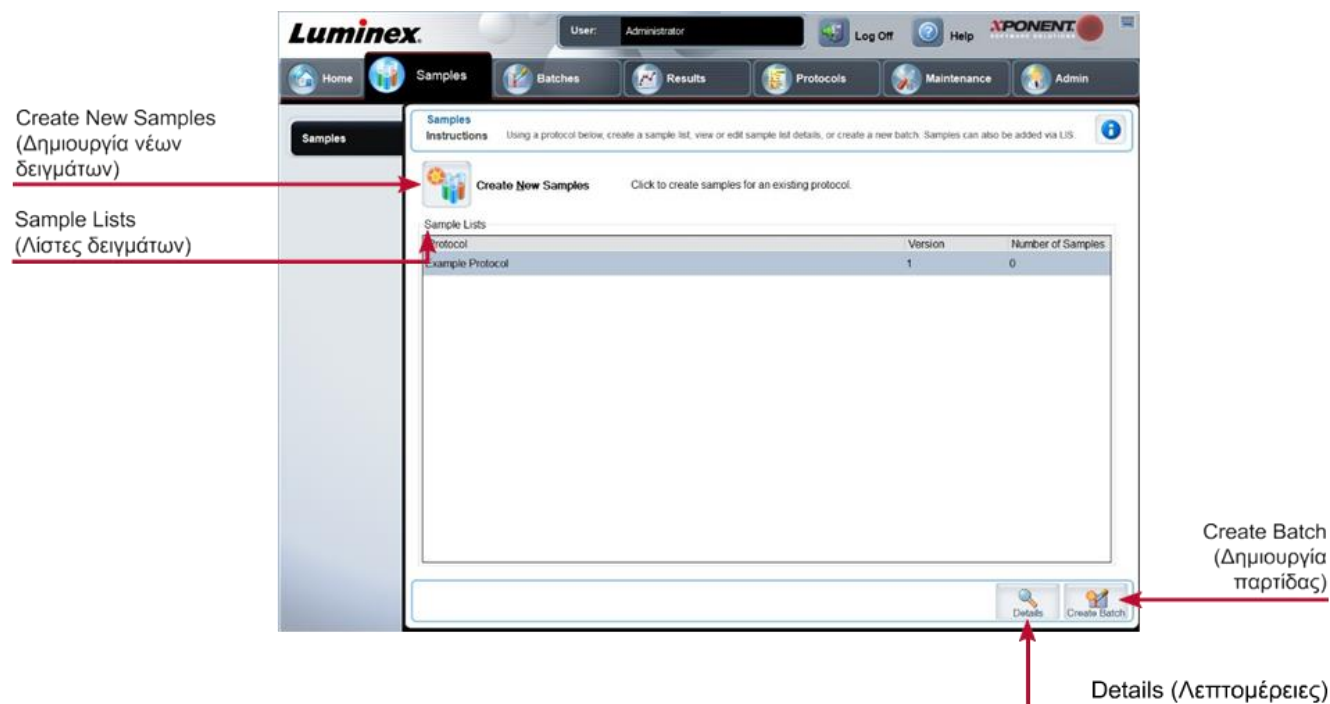 Luminex
User: Administrator
Log Off
Help
XPONENT
Home
Samples
Batches
Results
Protocols
Maintenance
Admin
Create New Samples
(Δημιουργία νέων
δειγμάτων)
Sample Lists
(Λίστες δειγμάτων)
Samples
Samples
Instructions Using a protocol below, create a sample list, view or edit sample list details, or create a new batch. Samples can also be added via LIS.
Create New Samples Click to create samples for an existing protocol.
Sample Lists
Protocol Version Number of Samples
Example Protocol 1 0
Create Batch
(Δημιουργία
παρτίδας)
Details
Create Batch
Details (Λεπτομέρειες)